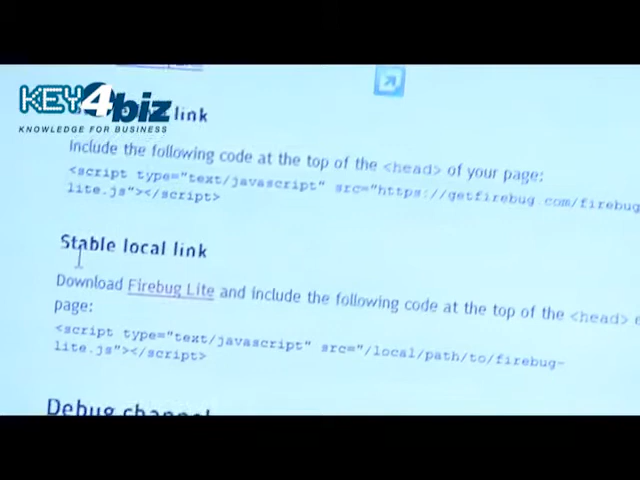 KEY4biz
KNOWLEDGE FOR BUSINESS
link
Include the following code at the top of the <head> of your page:
<script type="text/javascript" src="https://getfirebug.com/firebug
lite.js"></script>
Stable local link
Download Firebug Lite and include the following code at the top of the <head>
page:
<script type="text/javascript" src="/local/path/to/firebug-
lite.js"></script>
Debug channel